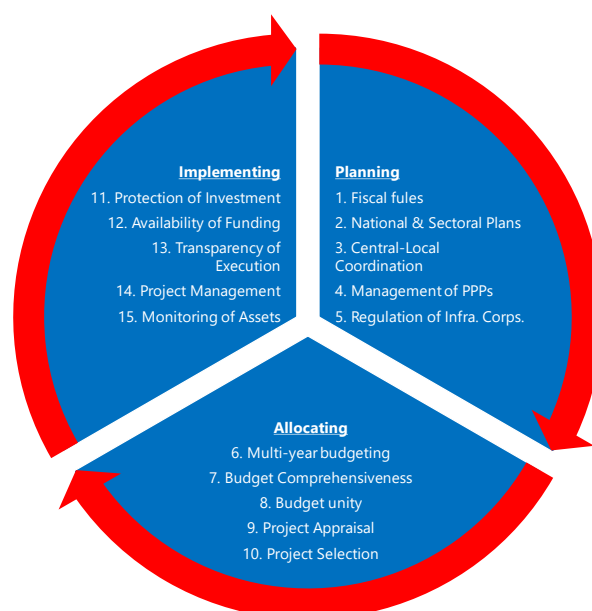 Planning
1. Fiscal fules
2. National & Sectoral Plans
3. Central-Local
Coordination
4. Management of PPPs
5. Regulation of Infra. Corps.
Allocating
6. Multi-year budgeting
7. Budget Comprehensiveness
8. Budget unity
9. Project Appraisal
10. Project Selection
Implementing
11. Protection of Investment
12. Availability of Funding
13. Transparency of
Execution
14. Project Management
15. Monitoring of Assets